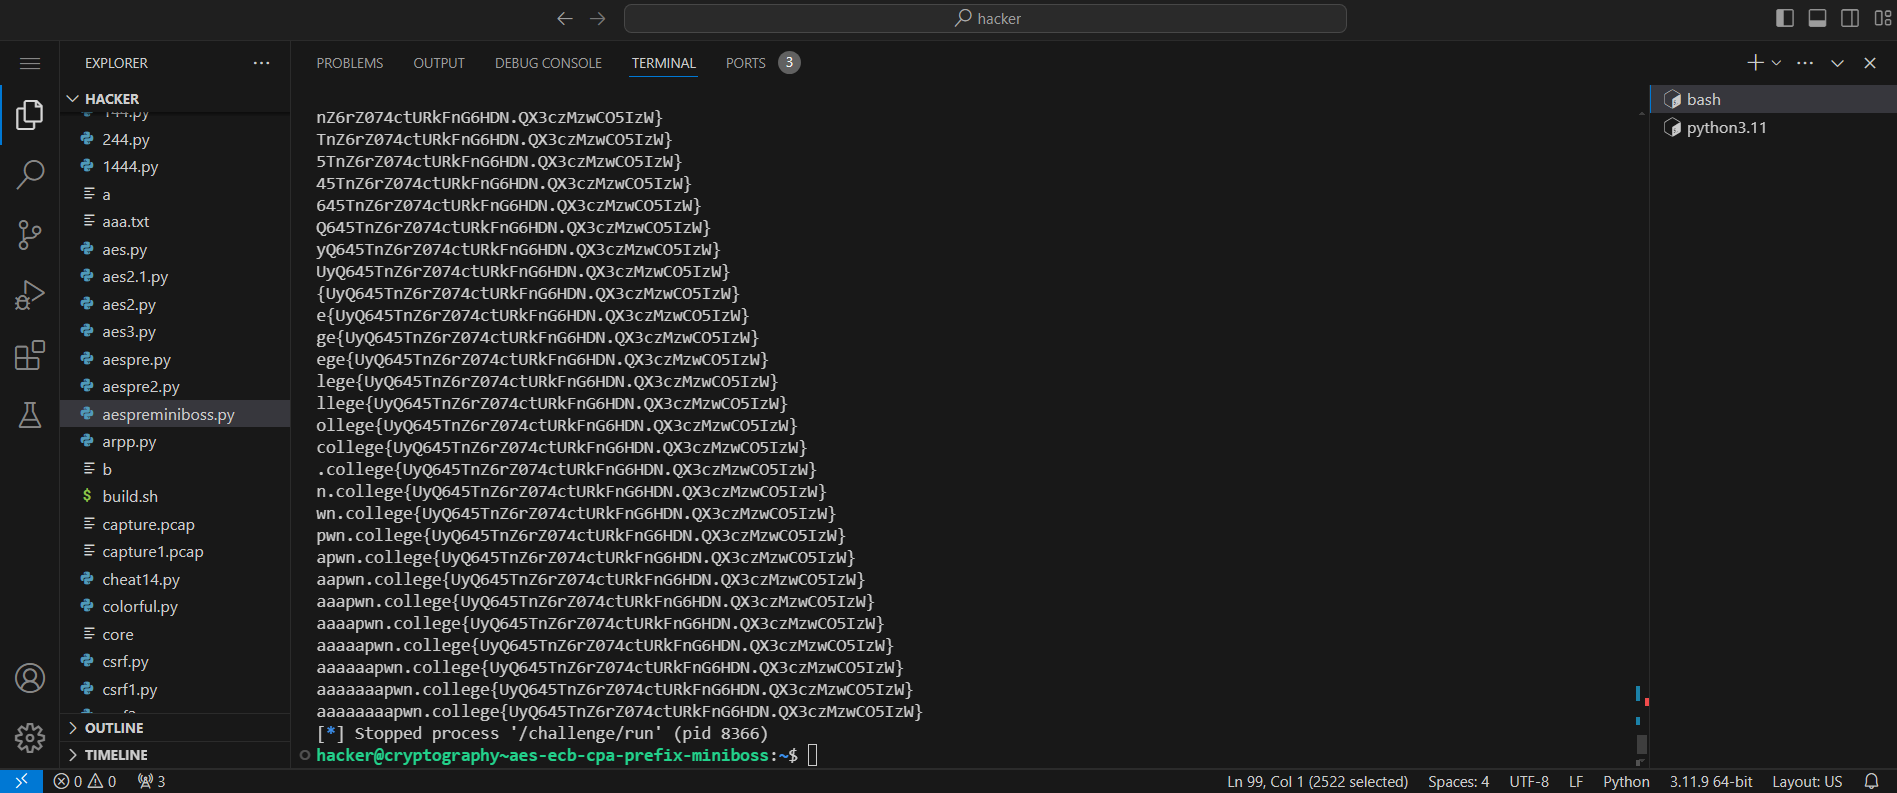 hacker
EXPLORER
HACKER
144.py
244.py
1444.py
a
aaa.txt
aes.py
aes2.1.py
aes2.py
aes3.py
aespre.py
aespre2.py
aespreminiboss.py
arpp.py
b
build.sh
capture.pcap
capture1.pcap
cheat14.py
colorful.py
core
csrf.py
csrf1.py
OUTLINE
TIMELINE
PROBLEMS OUTPUT DEBUG CONSOLE TERMINAL PORTS 3
nZ6rZ074ctURkFnG6HDN.QX3czMzwCO5IzW}
TnZ6rZ074ctURkFnG6HDN.QX3czMzwCO5IzW}
5TnZ6rZ074ctURkFnG6HDN.QX3czMzwCO5IzW}
45TnZ6rZ074ctURkFnG6HDN.QX3czMzwCO5IzW}
645TnZ6rZ074ctURkFnG6HDN.QX3czMzwCO5IzW}
Q645TnZ6rZ074ctURkFnG6HDN.QX3czMzwCO5IzW}
yQ645TnZ6rZ074ctURkFnG6HDN.QX3czMzwCO5IzW}
UyQ645TnZ6rZ074ctURkFnG6HDN.QX3czMzwCO5IzW}
{UyQ645TnZ6rZ074ctURkFnG6HDN.QX3czMzwCO5IzW}
e{UyQ645TnZ6rZ074ctURkFnG6HDN.QX3czMzwCO5IzW}
ge{UyQ645TnZ6rZ074ctURkFnG6HDN.QX3czMzwCO5IzW}
ege{UyQ645TnZ6rZ074ctURkFnG6HDN.QX3czMzwCO5IzW}
lege{UyQ645TnZ6rZ074ctURkFnG6HDN.QX3czMzwCO5IzW}
llege{UyQ645TnZ6rZ074ctURkFnG6HDN.QX3czMzwCO5IzW}
ollege{UyQ645TnZ6rZ074ctURkFnG6HDN.QX3czMzwCO5IzW}
college{UyQ645TnZ6rZ074ctURkFnG6HDN.QX3czMzwCO5IzW}
.college{UyQ645TnZ6rZ074ctURkFnG6HDN.QX3czMzwCO5IzW}
n.college{UyQ645TnZ6rZ074ctURkFnG6HDN.QX3czMzwCO5IzW}
wn.college{UyQ645TnZ6rZ074ctURkFnG6HDN.QX3czMzwCO5IzW}
pwn.college{UyQ645TnZ6rZ074ctURkFnG6HDN.QX3czMzwCO5IzW}
apwn.college{UyQ645TnZ6rZ074ctURkFnG6HDN.QX3czMzwCO5IzW}
aapwn.college{UyQ645TnZ6rZ074ctURkFnG6HDN.QX3czMzwCO5IzW}
aaapwn.college{UyQ645TnZ6rZ074ctURkFnG6HDN.QX3czMzwCO5IzW}
aaaapwn.college{UyQ645TnZ6rZ074ctURkFnG6HDN.QX3czMzwCO5IzW}
aaaaapwn.college{UyQ645TnZ6rZ074ctURkFnG6HDN.QX3czMzwCO5IzW}
aaaaaapwn.college{UyQ645TnZ6rZ074ctURkFnG6HDN.QX3czMzwCO5IzW}
aaaaaaapwn.college{UyQ645TnZ6rZ074ctURkFnG6HDN.QX3czMzwCO5IzW}
aaaaaaaapwn.college{UyQ645TnZ6rZ074ctURkFnG6HDN.QX3czMzwCO5IzW}
[*] Stopped process '/challenge/run' (pid 8366)
hacker@cryptography~aes-ecb-cpa-prefix-miniboss:~$
bash
python3.11
0 0 3
Ln 99, Col 1 (2522 selected) Spaces: 4 UTF-8 LF Python 3.11.9 64-bit Layout: US